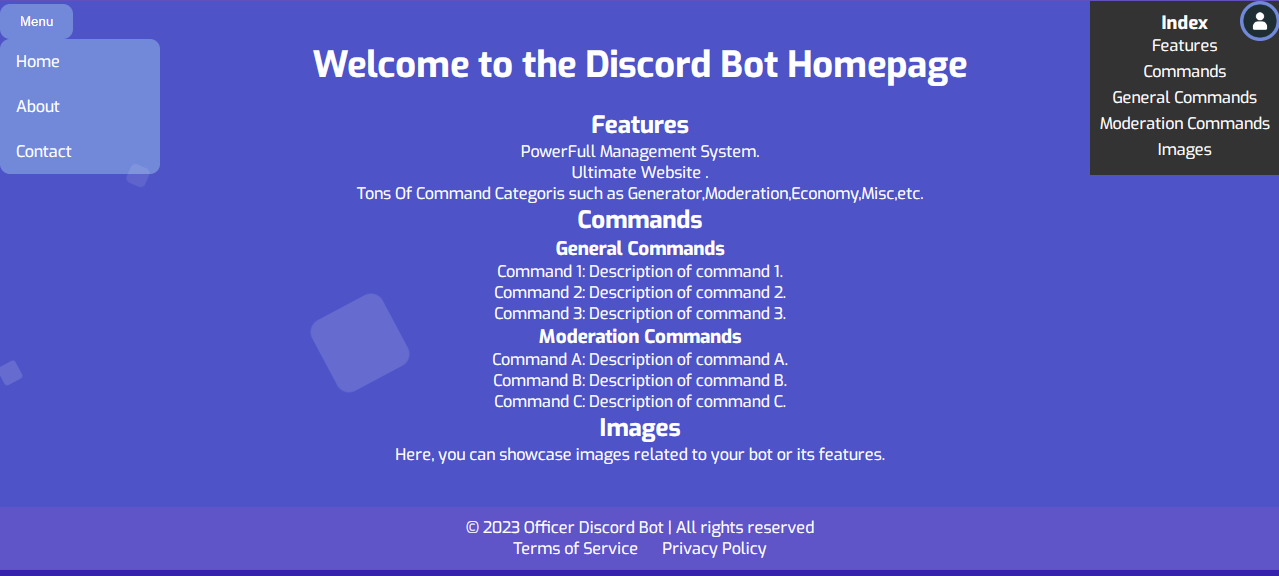 Menu
Home
About
Contact
Welcome to the Discord Bot Homepage
Features
PowerFull Management System.
Ultimate Website .
Tons Of Command Categoris such as Generator,Moderation,Economy,Misc,etc.
Commands
General Commands
Command 1: Description of command 1.
Command 2: Description of command 2.
Command 3: Description of command 3.
Moderation Commands
Command A: Description of command A.
Command B: Description of command B.
Command C: Description of command C.
Images
Here, you can showcase images related to your bot or its features.
Index
Features
Commands
General Commands
Moderation Commands
Images
© 2023 Officer Discord Bot | All rights reserved
Terms of Service Privacy Policy